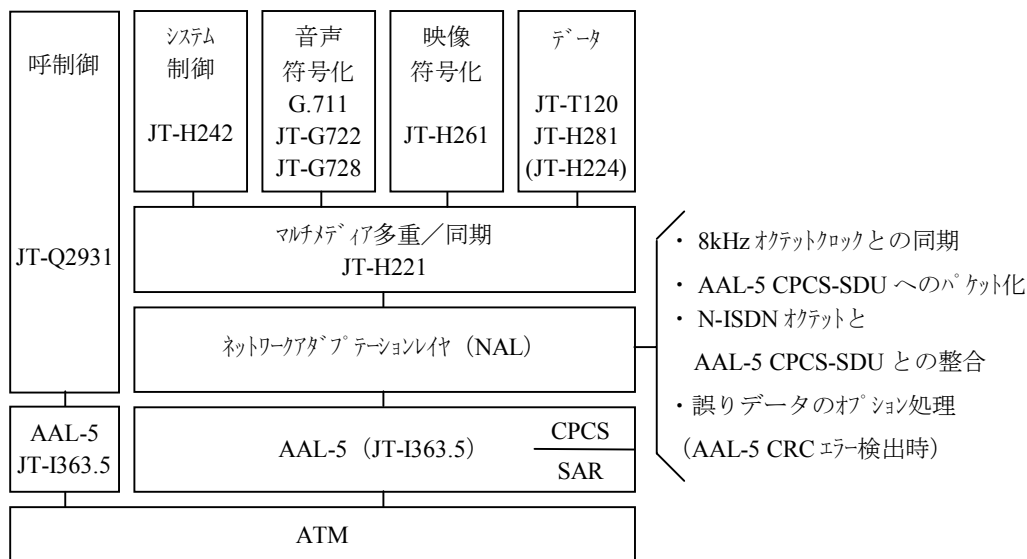 呼制御
JT-Q2931
ｼｽﾃﾑ
制御
JT-H242
音声
符号化
G.711
JT-G722
JT-G728
映像
符号化
JT-H261
ﾃﾞｰﾀ
JT-T120
JT-H281
(JT-H224)
ﾏﾙﾁﾒﾃﾞｨｱ多重／同期
JT-H221
ﾈｯﾄﾜｰｸｱﾀﾞﾌﾟﾃｰｼｮﾝﾚｲﾔ（NAL）
・ 8kHz ｵｸﾃｯﾄｸﾛｯｸとの同期
・ AAL-5 CPCS-SDU へのﾊﾟｹｯﾄ化
・ N-ISDN ｵｸﾃｯﾄと
AAL-5 CPCS-SDU との整合
・誤りデータのｵﾌﾟｼｮﾝ処理
（AAL-5 CRC ｴﾗｰ検出時）
AAL-5
JT-I363.5
AAL-5（JT-I363.5）
CPCS
SAR
ATM